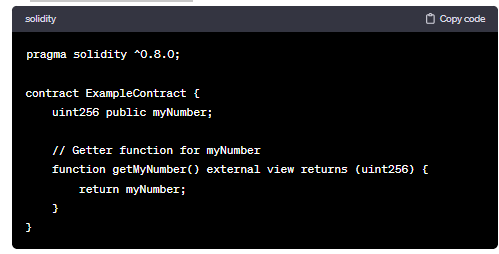 solidity
Copy code
pragma solidity ^0.8.0;
contract ExampleContract {
uint256 public myNumber;
// Getter function for myNumber
function getMyNumber() external view returns (uint256) {
return myNumber;
}
}